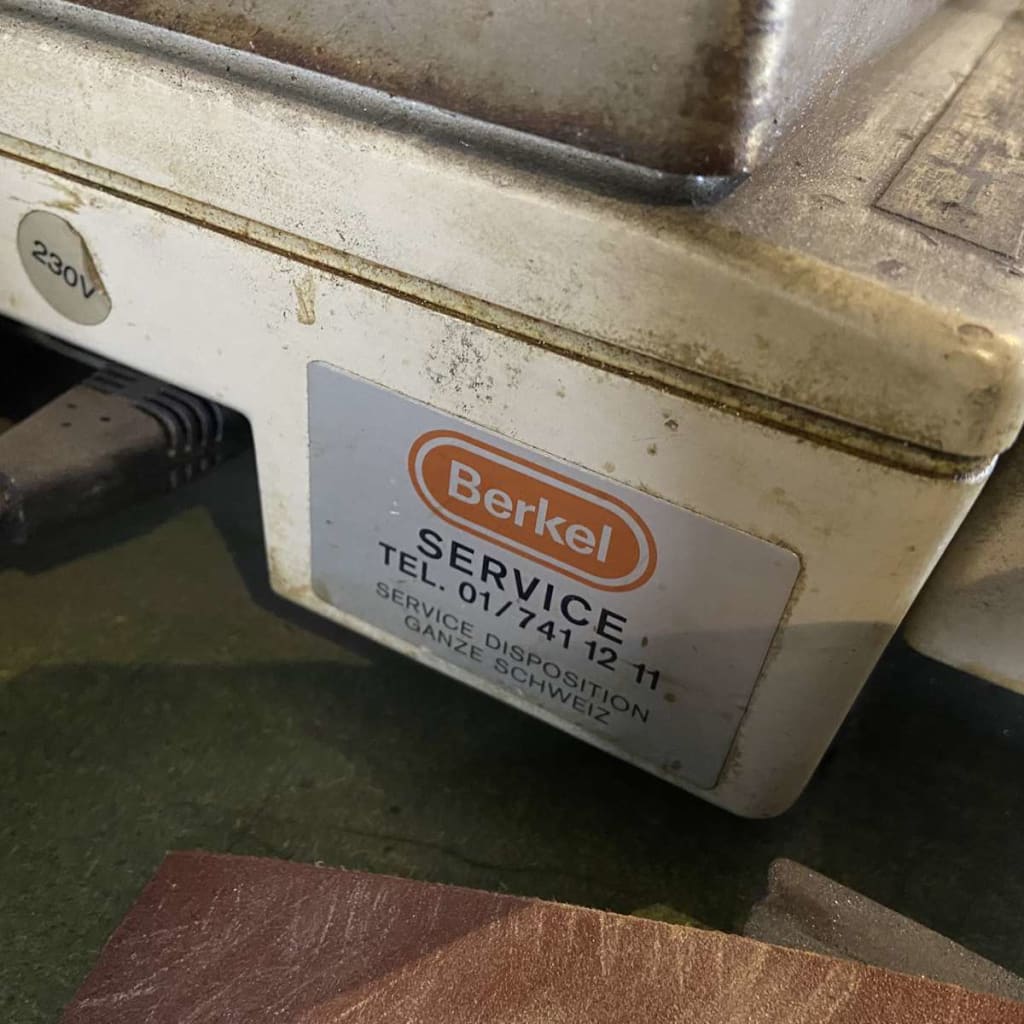 230V
Berkel
SERVICE
TEL. 01/741 12 11
SERVICE DISPOSITION
GANZE SCHWEIZ